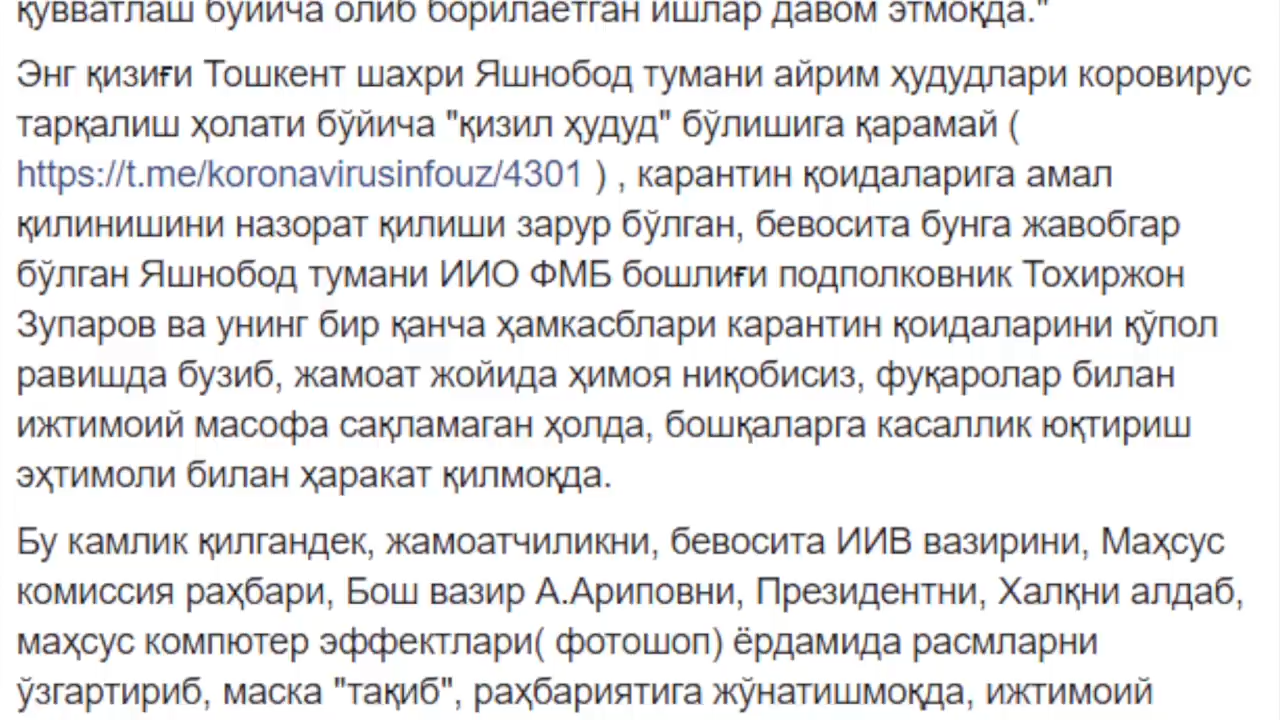 қувватлаш бўйича олиб борилаётган ишлар давом этмоқда."
Энг қизиғи Тошкент шахри Яшнобод тумани айрим ҳудудлари коровирус
тарқалиш ҳолати бўйича "қизил ҳудуд" бўлишига қарамай (
https://t.me/koronavirusinfouz/4301 ) , карантин қоидаларига амал
қилинишини назорат қилиши зарур бўлган, бевосита бунга жавобгар
бўлган Яшнобод тумани ИИО ФМБ бошлиғи подполковник Тохиржон
Зупаров ва унинг бир қанча ҳамкасблари карантин қоидаларини қўпол
равишда бузиб, жамоат жойида ҳимоя ниқобисиз, фуқаролар билан
ижтимоий масофа сақламаган ҳолда, бошқаларга касаллик юқтириш
эҳтимоли билан ҳаракат қилмоқда.
Бу камлик қилгандек, жамоатчиликни, бевосита ИИВ вазирини, Маҳсус
комиссия раҳбари, Бош вазир А.Ариповни, Президентни, Халқни алдаб,
маҳсус компютер эффектлари( фотошоп) ёрдамида расмларни
ўзгартириб, маска "тақиб", раҳбариятига жўнатишмоқда, ижтимоий